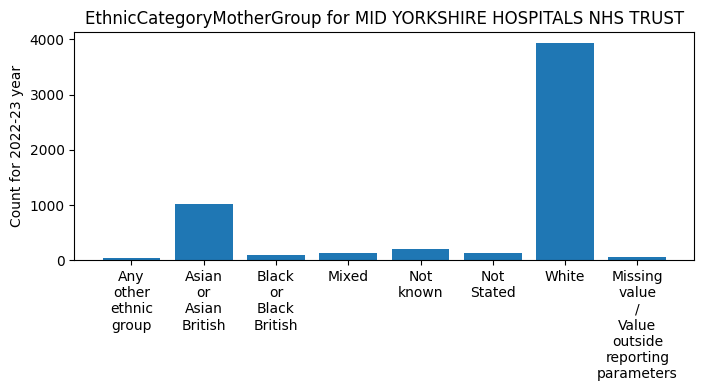 EthnicCategoryMotherGroup for MID YORKSHIRE HOSPITALS NHS TRUST
Count for 2022-23 year
4000
3000
2000
1000
0
Any
other
ethnic
group
Asian
or
Asian
British
Black
or
Black
British
Mixed
Not
known
Not
Stated
White
Missing
value
/
Value
outside
reporting
parameters